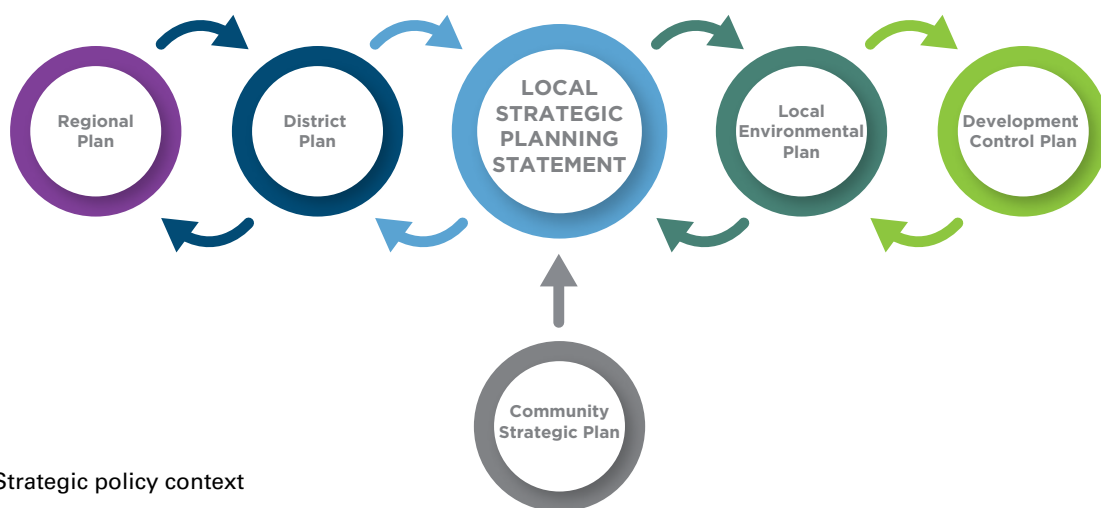 Regional
Plan
District
Plan
LOCAL
STRATEGIC
PLANNING
STATEMENT
Local
Environmental
Plan
Development
Control Plan
Community
Strategic Plan
Strategic policy context